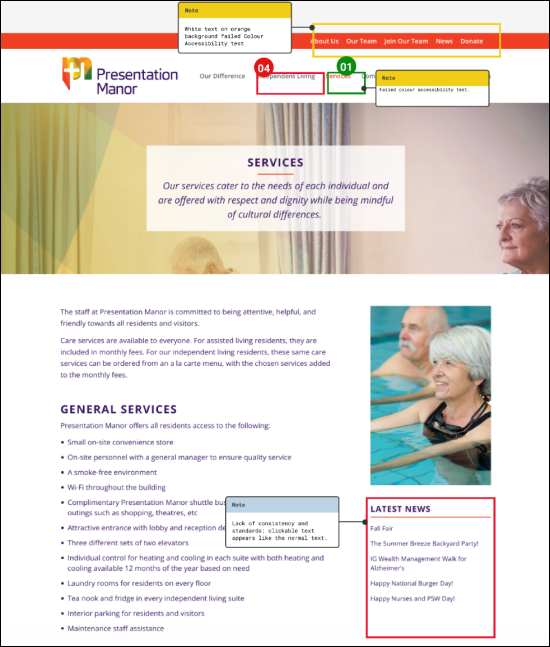 Note
White text on orange
background failed Colour
Accessibility test
About Us Our Team Join Our Team News Donate
Presentation
Manor
Our Difference
04
pendent Living
01
Services
Note
Failed colour accessibility test.
SERVICES
Our services cater to the needs of each individual and
are offered with respect and dignity while being mindful
of cultural differences.
The staff at Presentation Manor is committed to being attentive, helpful, and
friendly towards all residents and visitors.
Care services are available to everyone. For assisted living residents, they are
included in monthly fees. For our independent living residents, these same care
services can be ordered from an a la carte menu, with the chosen services added
to the monthly fees.
GENERAL SERVICES
Presentation Manor offers all residents access to the following:
• Small on-site convenience store
• On-site personnel with a general manager to ensure quality service
• A smoke-free environment
• Wi-Fi throughout the building
• Complimentary Presentation Manor shuttle bu
outings such as shopping, theatres, etc
• Attractive entrance with lobby and reception de
• Three different sets of two elevators
• Individual control for heating and cooling in each suite with both heating and
cooling available 12 months of the year based on need
• Laundry rooms for residents on every floor
• Tea nook and fridge in every independent living suite
• Interior parking for residents and visitors
• Maintenance staff assistance
Note
Lack of consistency and
standards; clickable text
appears like the normal text.
LATEST NEWS
Fall Fair
The Summer Breeze Backyard Party!
IG Wealth Management Walk for
Alzheimer's
Happy National Burger Day!
Happy Nurses and PSW Day!